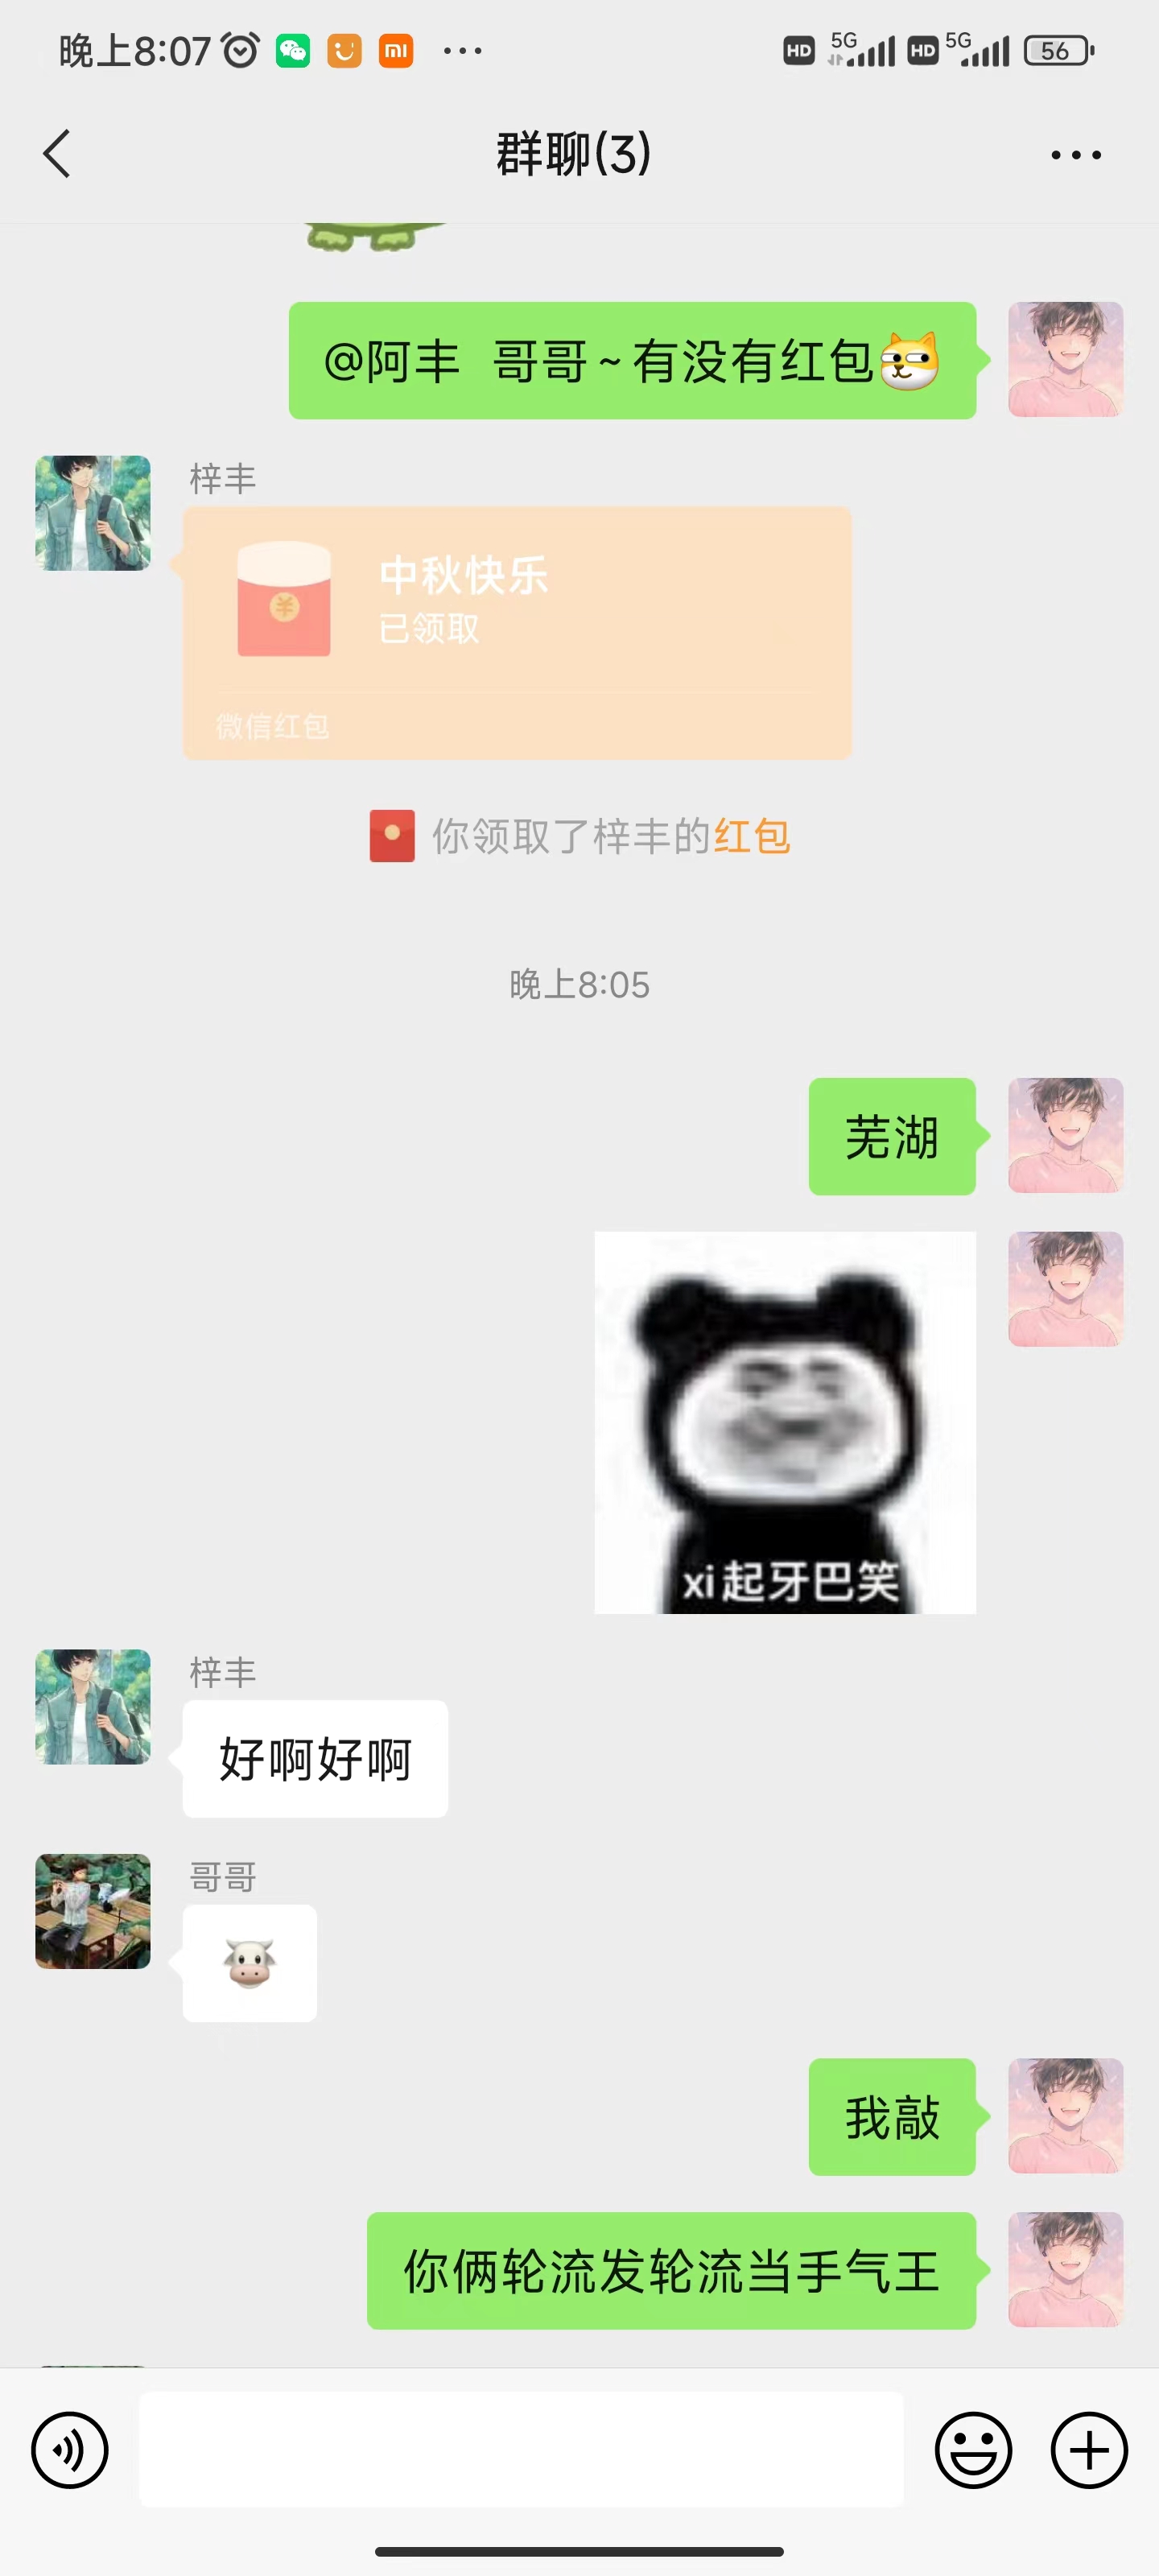 晚上8:07 mi ··· HD 5G HD 5G 56
群聊(3)
@阿丰 哥哥~有没有红包
梓丰
中秋快乐
已领取
微信红包
你领取了梓丰的红包
晚上8:05
芜湖
xi起牙巴笑
梓丰
好啊好啊
哥哥
我敲
你俩轮流发轮流当手气王